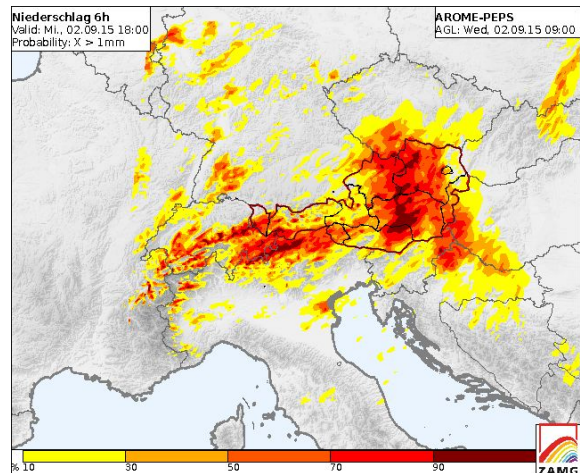 Niederschlag 6h
Valid: Mi., 02.09.15 18:00
Probability: X > 1mm
AROME-PEPS
AGL: Wed, 02.09.15 09:00
% 10 30 50 70 90
ZAMG